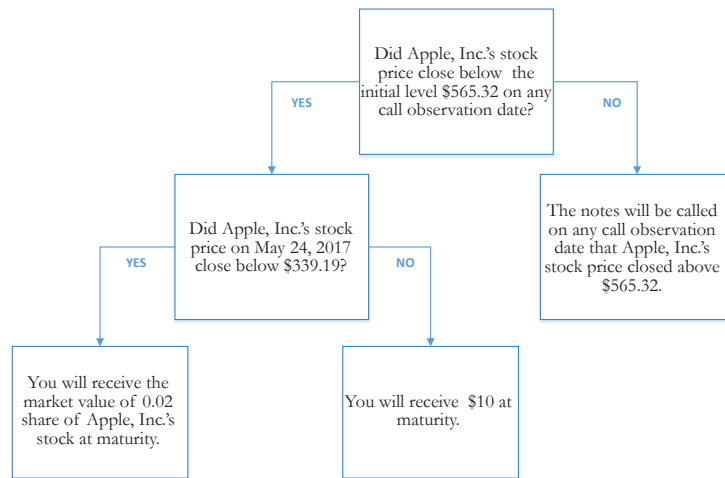 Did Apple, Inc.'s stock
price close below the
initial level $565.32 on any
call observation date?
YES
NO
Did Apple, Inc.'s stock
price on May 24, 2017
close below $339.19?
The notes will be called
on any call observation
date that Apple, Inc.'s
stock price closed above
$565.32.
YES
NO
You will receive the
market value of 0.02
share of Apple, Inc.'s
stock at maturity.
You will receive $10 at
maturity.